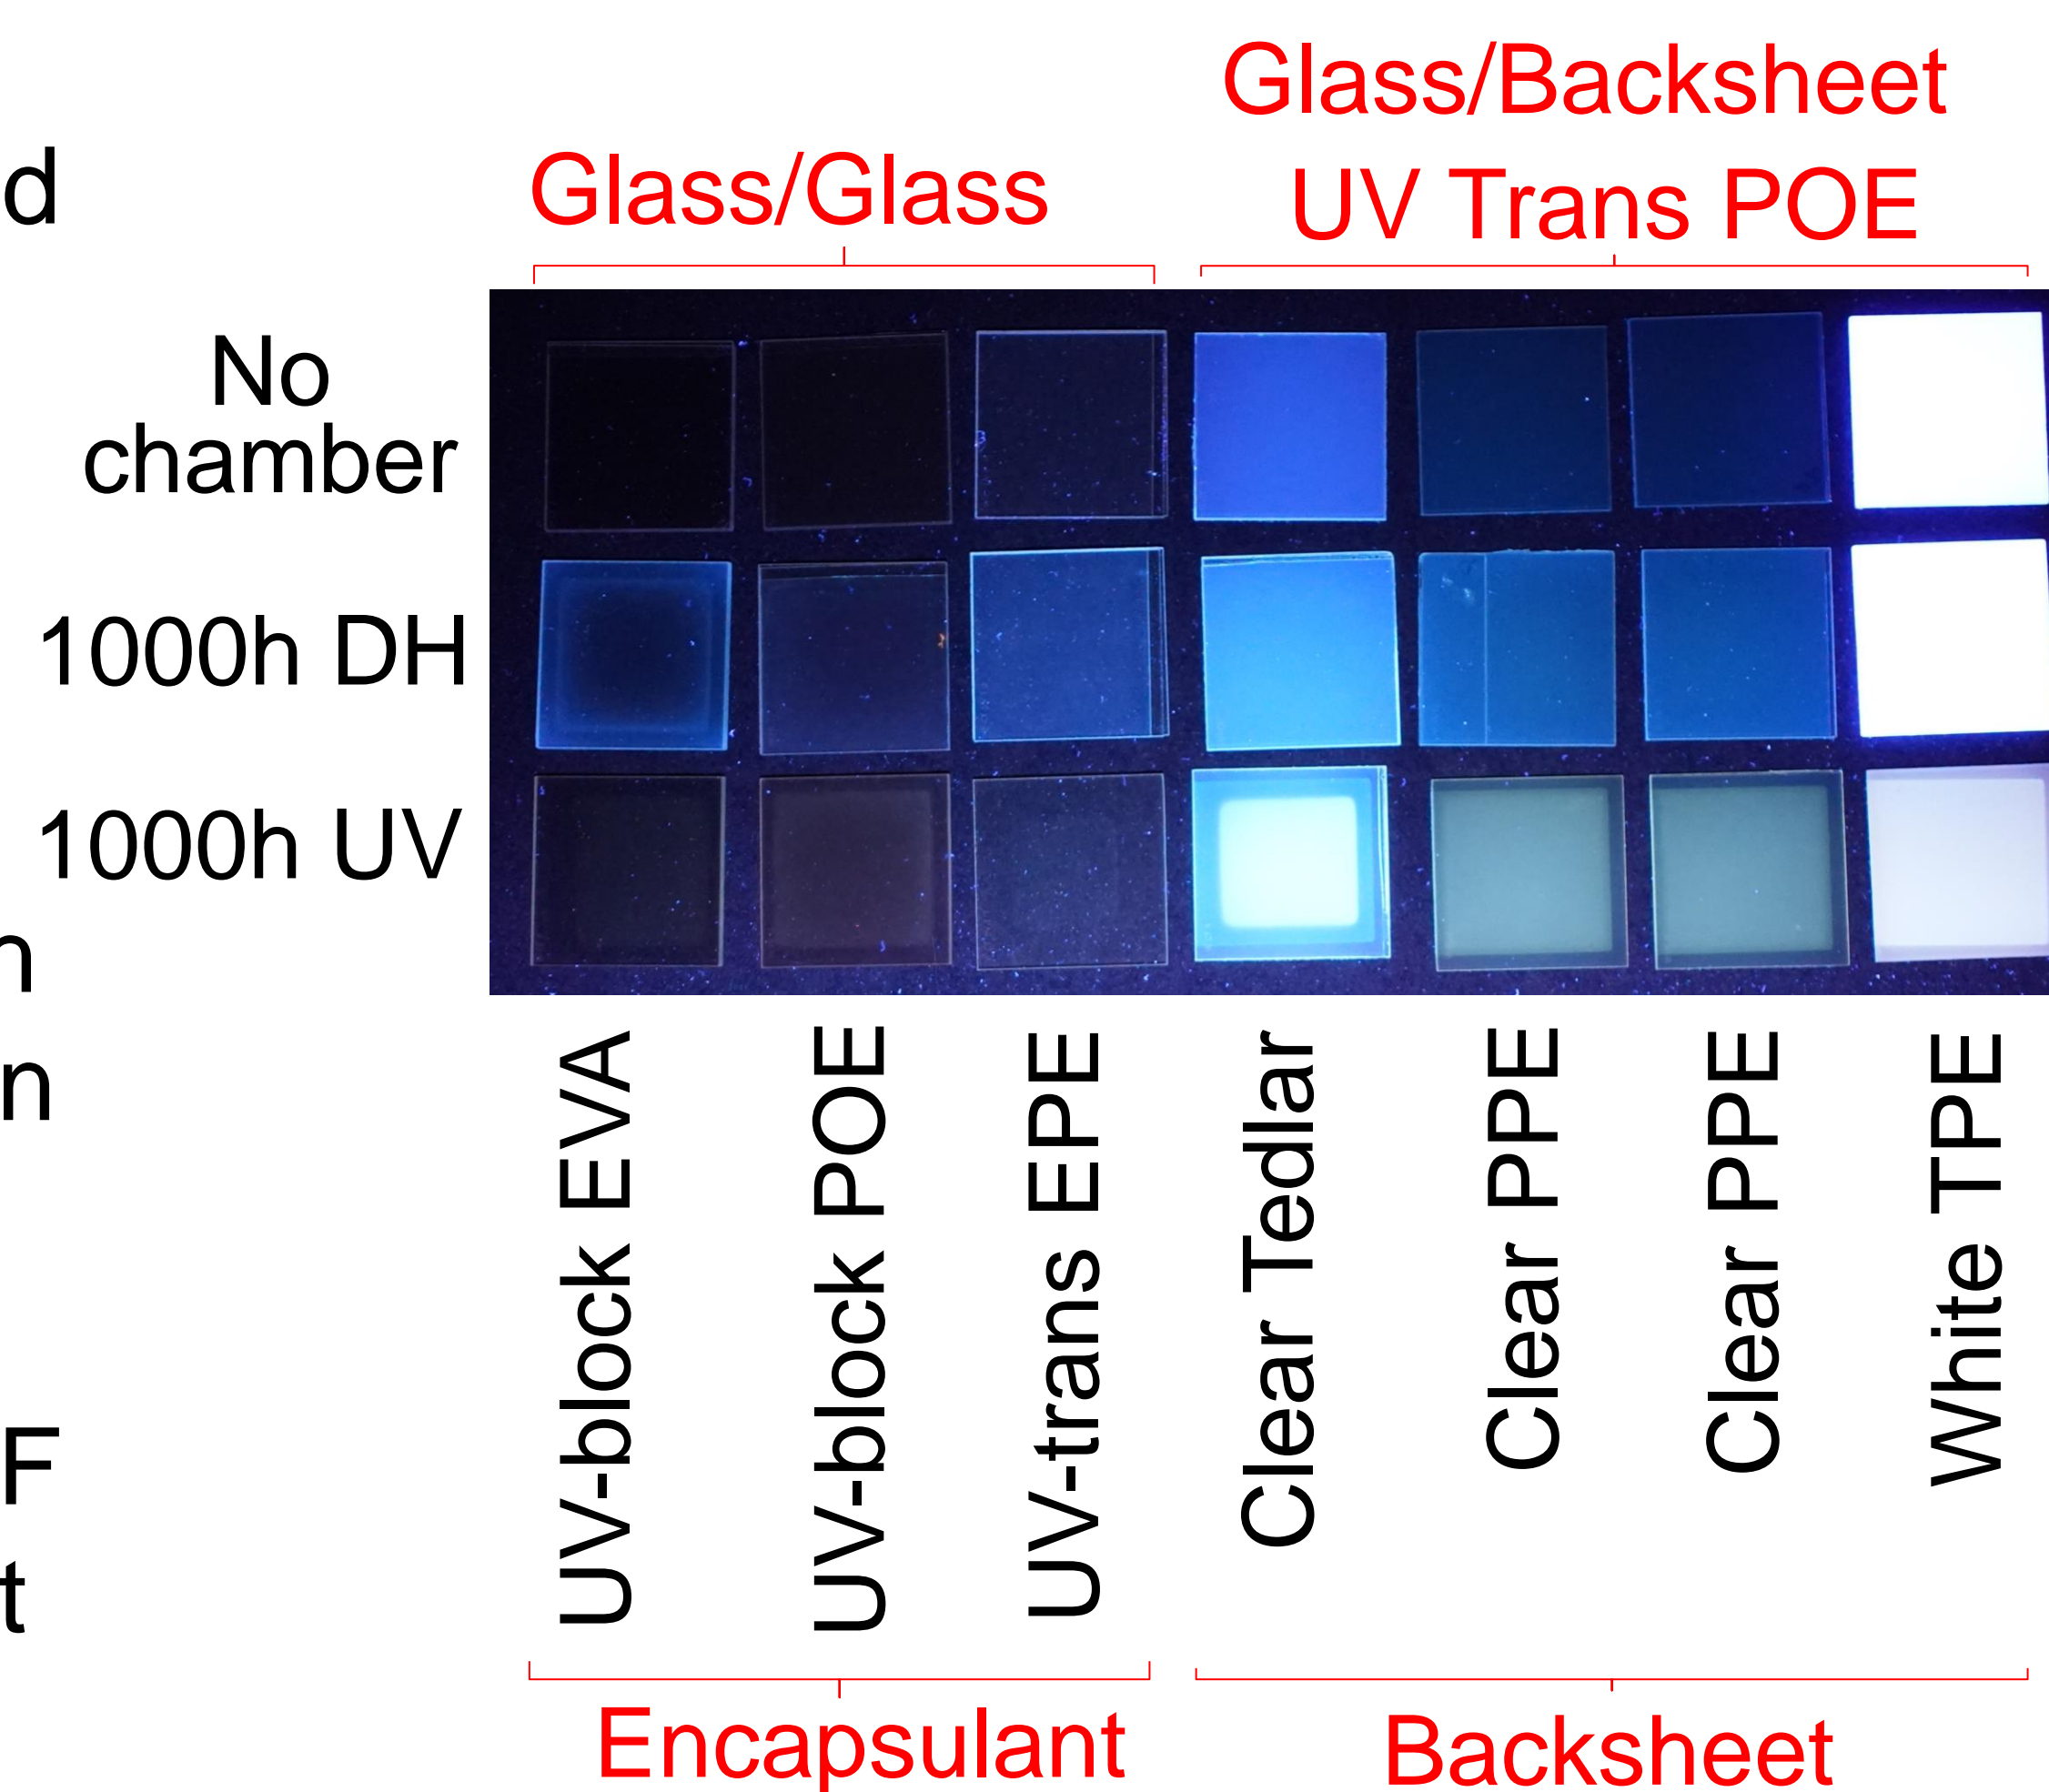 Glass/Backsheet
UV Trans POE
Glass/Glass
d
No
chamber
1000h DH
1000h UV
n
n
F
t
UV-block EVA
UV-block POE
UV-trans EPE
Clear Tedlar
Clear PPE
Clear PPE
White TPE
Encapsulant
Backsheet